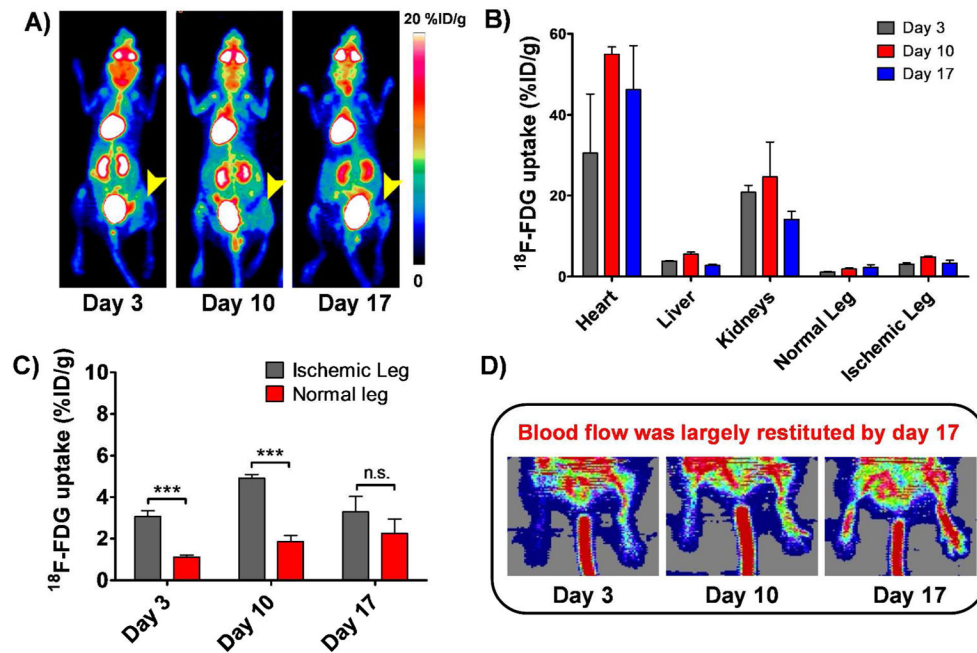 A)
20 %ID/g
0
Day 3
Day 10
Day 17
B)
¹⁸F-FDG uptake (%ID/g)
60
40
20
0
Day 3
Day 10
Day 17
Heart
Liver
Kidneys
Normal Leg
Ischemic Leg
C)
¹⁸F-FDG uptake (%ID/g)
10
8
6
4
2
0
Ischemic Leg
Normal leg
***
***
n.s.
Day 3
Day 10
Day 17
D)
Blood flow was largely restituted by day 17
Day 3
Day 10
Day 17